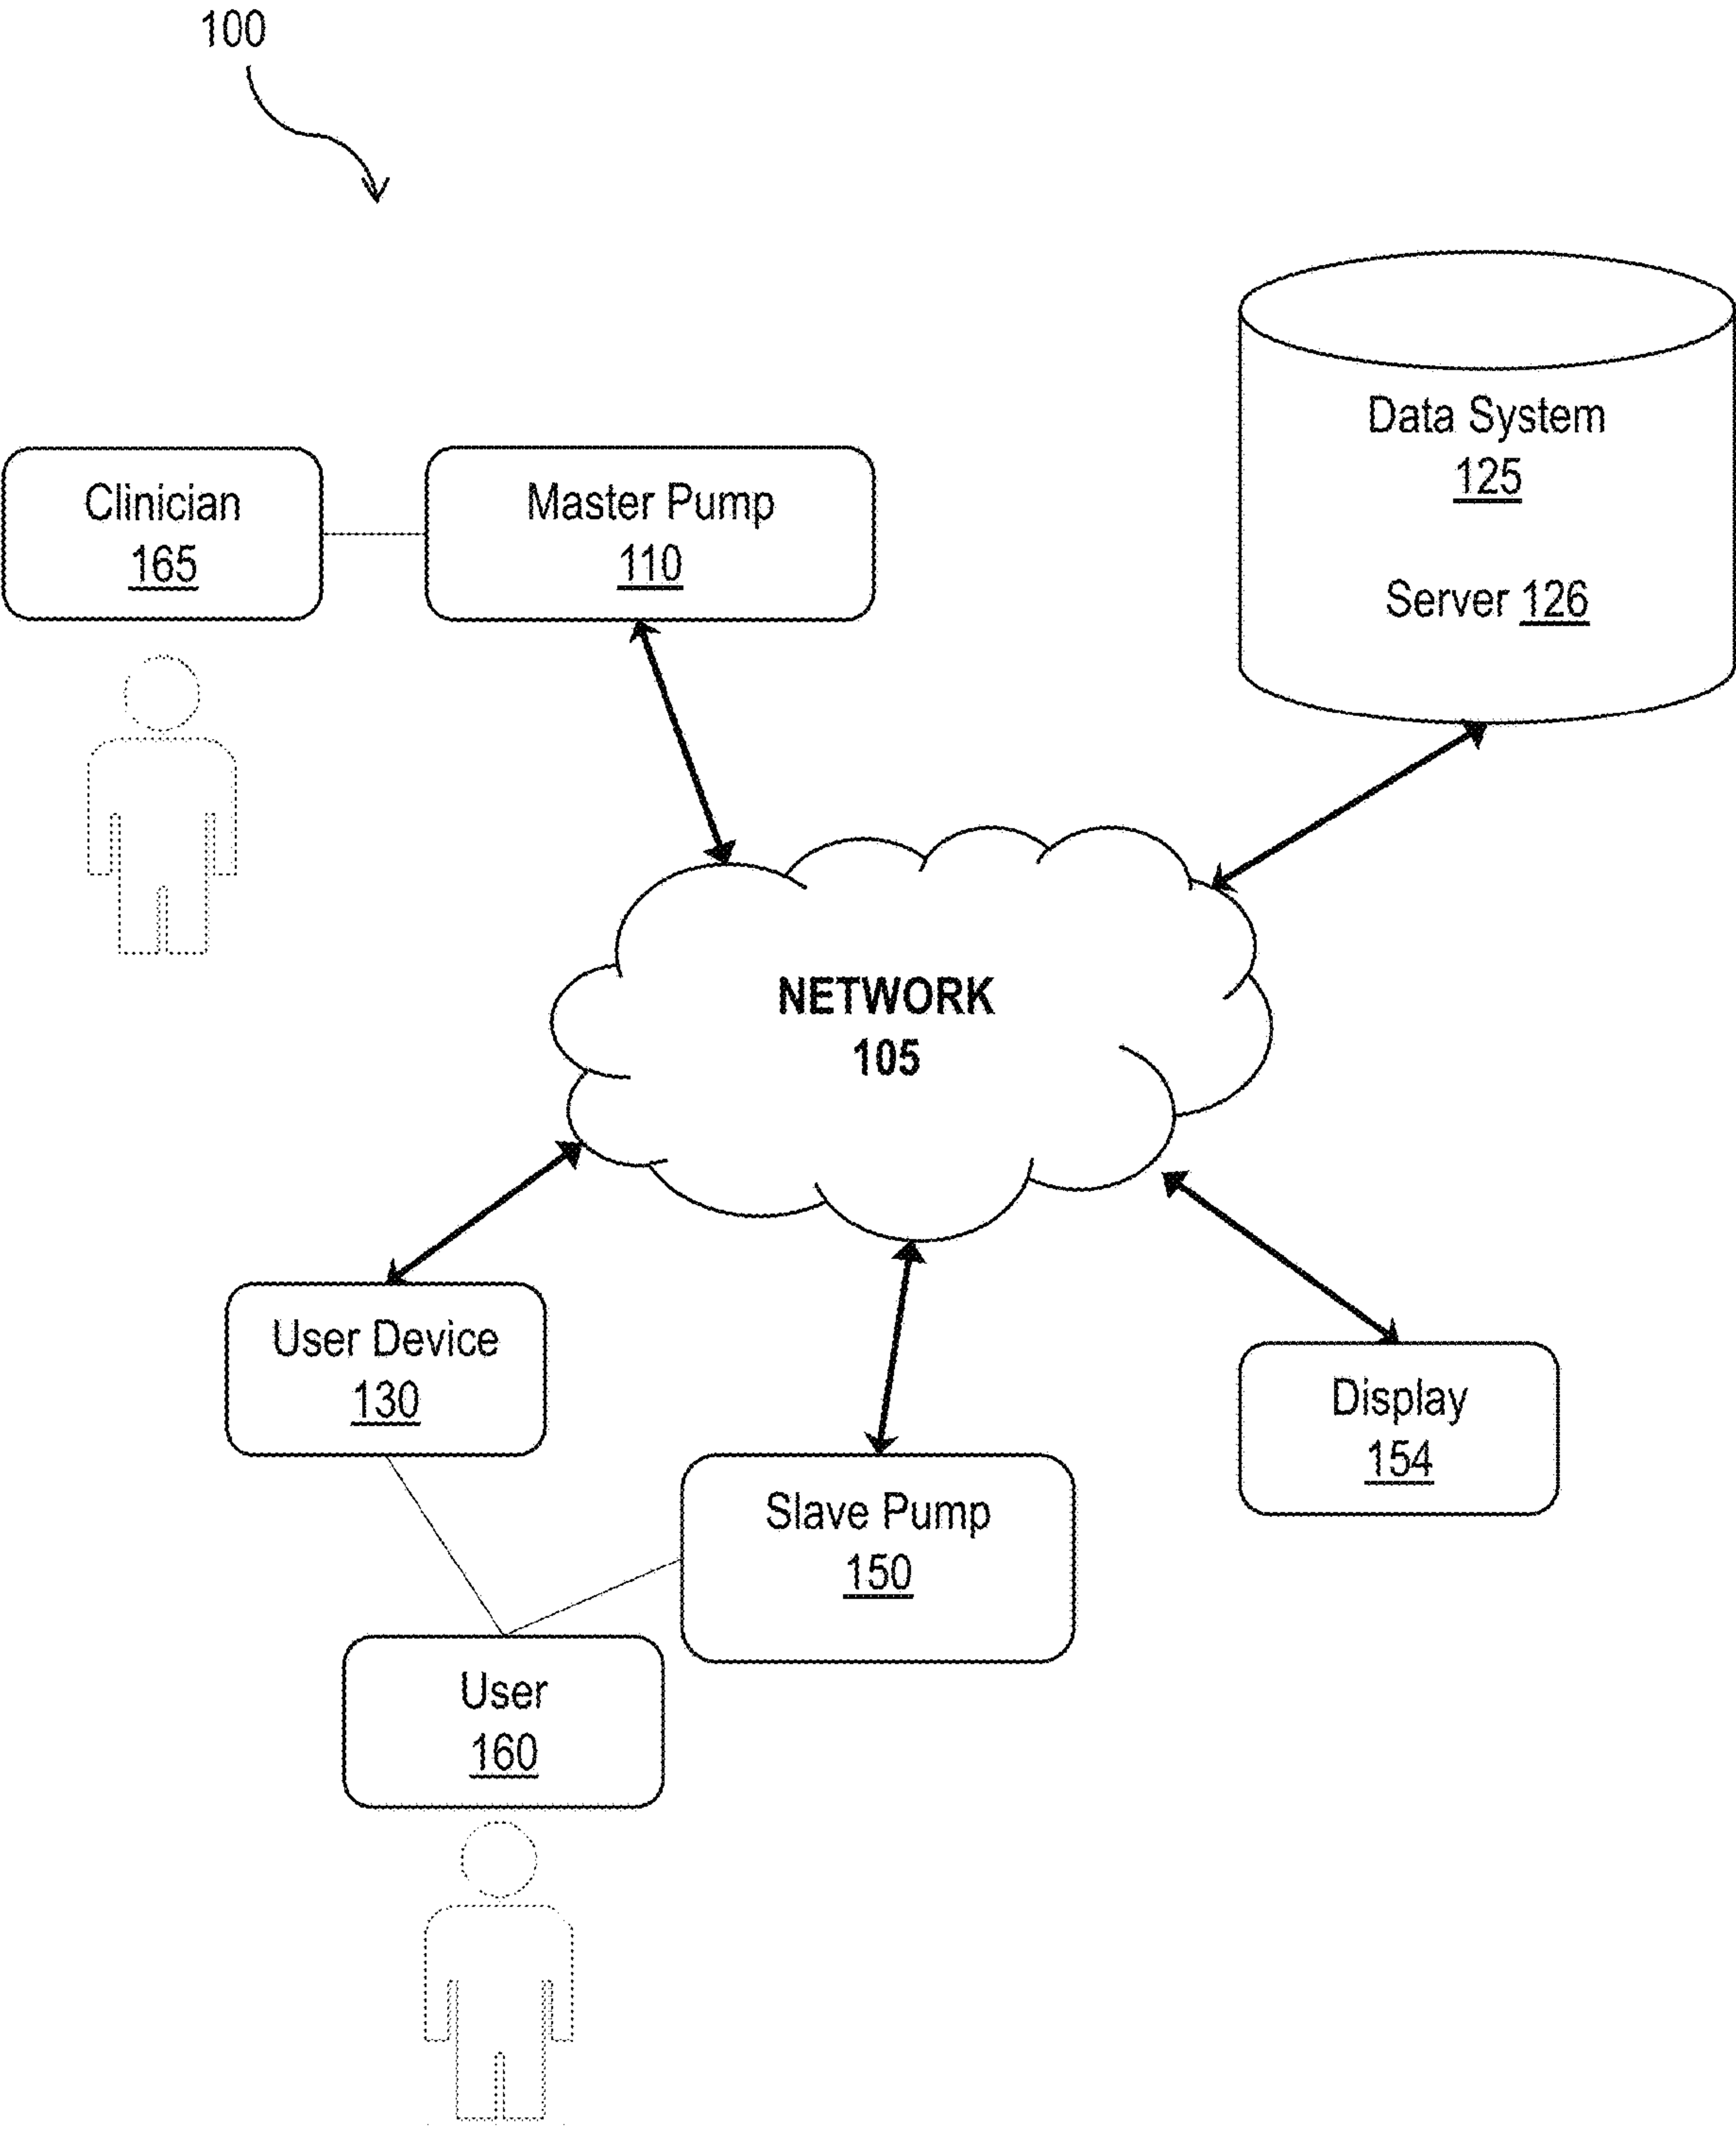 100
Data System
125
Server 126
Clinician
165
Master Pump
110
NETWORK
105
User Device
130
Display
154
Slave Pump
150
User
160